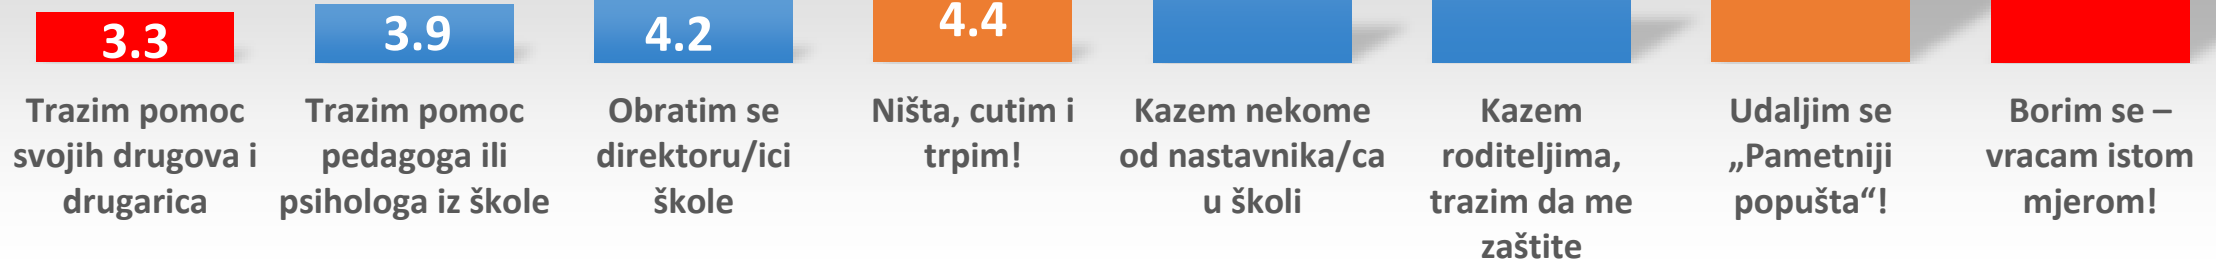 3.3
3.9
4.2
4.4
Trazim pomoc
svojih drugova i
drugarica
Trazim pomoc
pedagoga ili
psihologa iz škole
Obratim se
direktoru/ici
škole
Ništa, cutim i
trpim!
Kazem nekome
od nastavnika/ca
u školi
Kazem
roditeljima,
trazim da me
zaštite
Udaljim se
„Pametniji
popušta“!
Borim se –
vracam istom
mjerom!